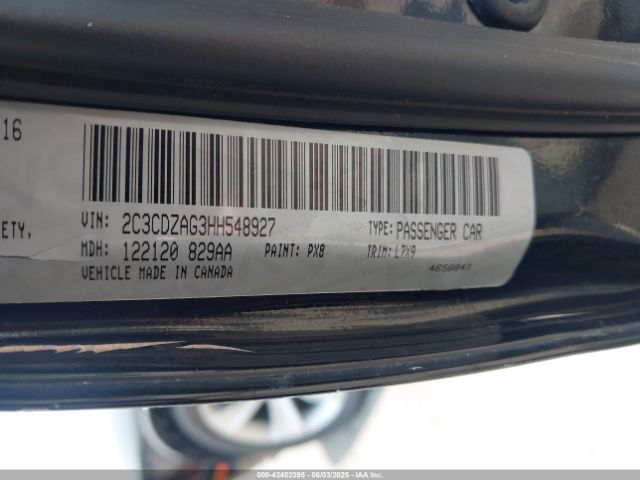 16
VIN: 2C3CDZAG3HH548927 TYPE: PASSENGER CAR
ETY,
MDH: 122120 829AA PAINT: PX8 TRIM: L7X9
VEHICLE MADE IN CANADA 4658843
000-42402395 - 06/03/2025 - IAA Inc.